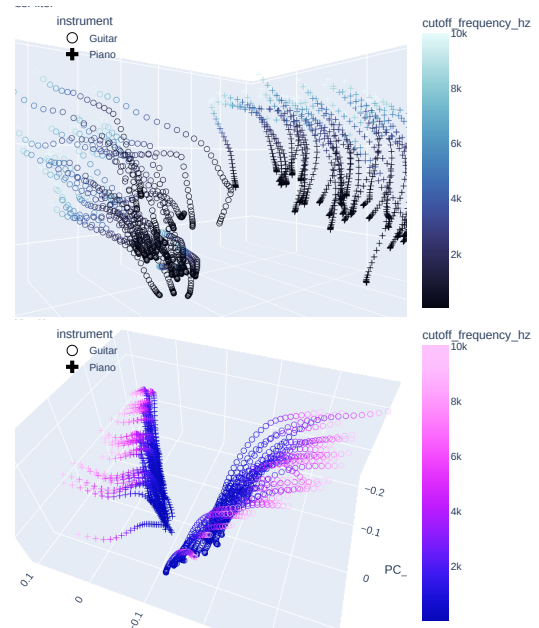 instrument
Guitar
Piano
cutoff_frequency_hz
10k
8k
6k
4k
2k
instrument
Guitar
Piano
cutoff_frequency_hz
10k
8k
6k
4k
2k
−0.2
−0.1
0
PC_
0.1
0
−0.1